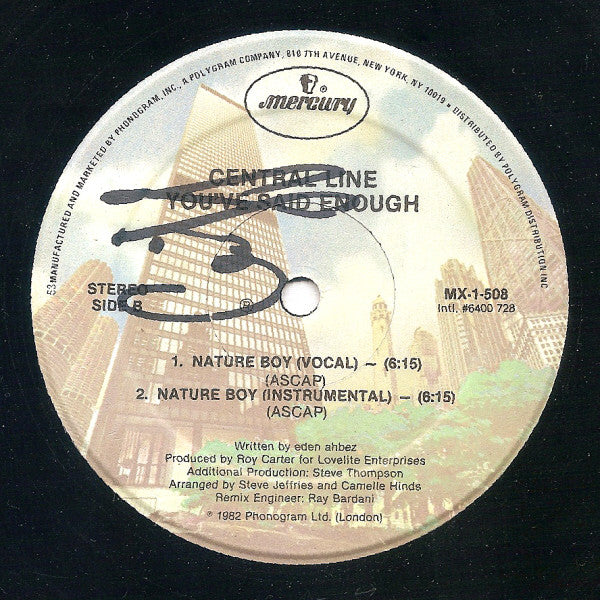 53 MANUFACTURED AND MARKETED BY PHONOGRAM, INC., A POLYGRAM COMPANY, 810 7TH AVENUE, NEW YORK, NY 10019 • DISTRIBUTED BY POLYGRAM DISTRIBUTION INC
mercury ®
CENTRAL LINE
YOU'VE SAID ENOUGH
STEREO
SIDE B
℗
MX-1-508
Intl. #6400 728
1. NATURE BOY (VOCAL) – (6:15)
(ASCAP)
2. NATURE BOY (INSTRUMENTAL) – (6:15)
(ASCAP)
Written by eden ahbez
Produced by Roy Carter for Lovelite Enterprises
Additional Production: Steve Thompson
Arranged by Steve Jeffries and Camelle Hinds
Remix Engineer: Ray Bardani
℗ 1982 Phonogram Ltd. (London)